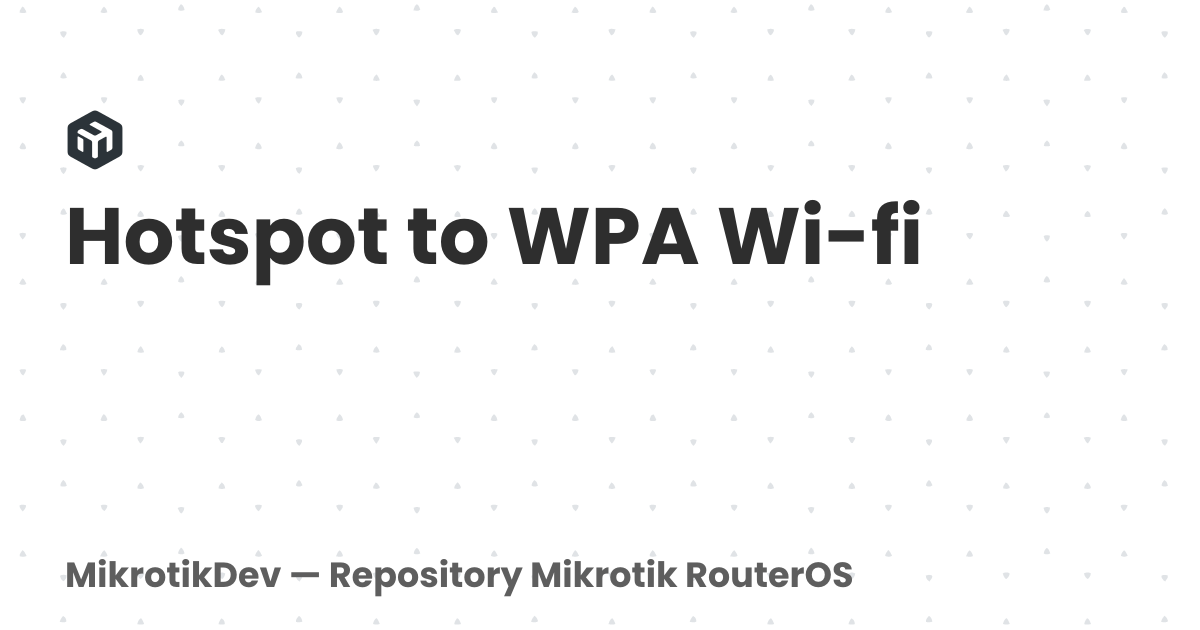 Hotspot to WPA Wi-fi
MikrotikDev — Repository Mikrotik RouterOS